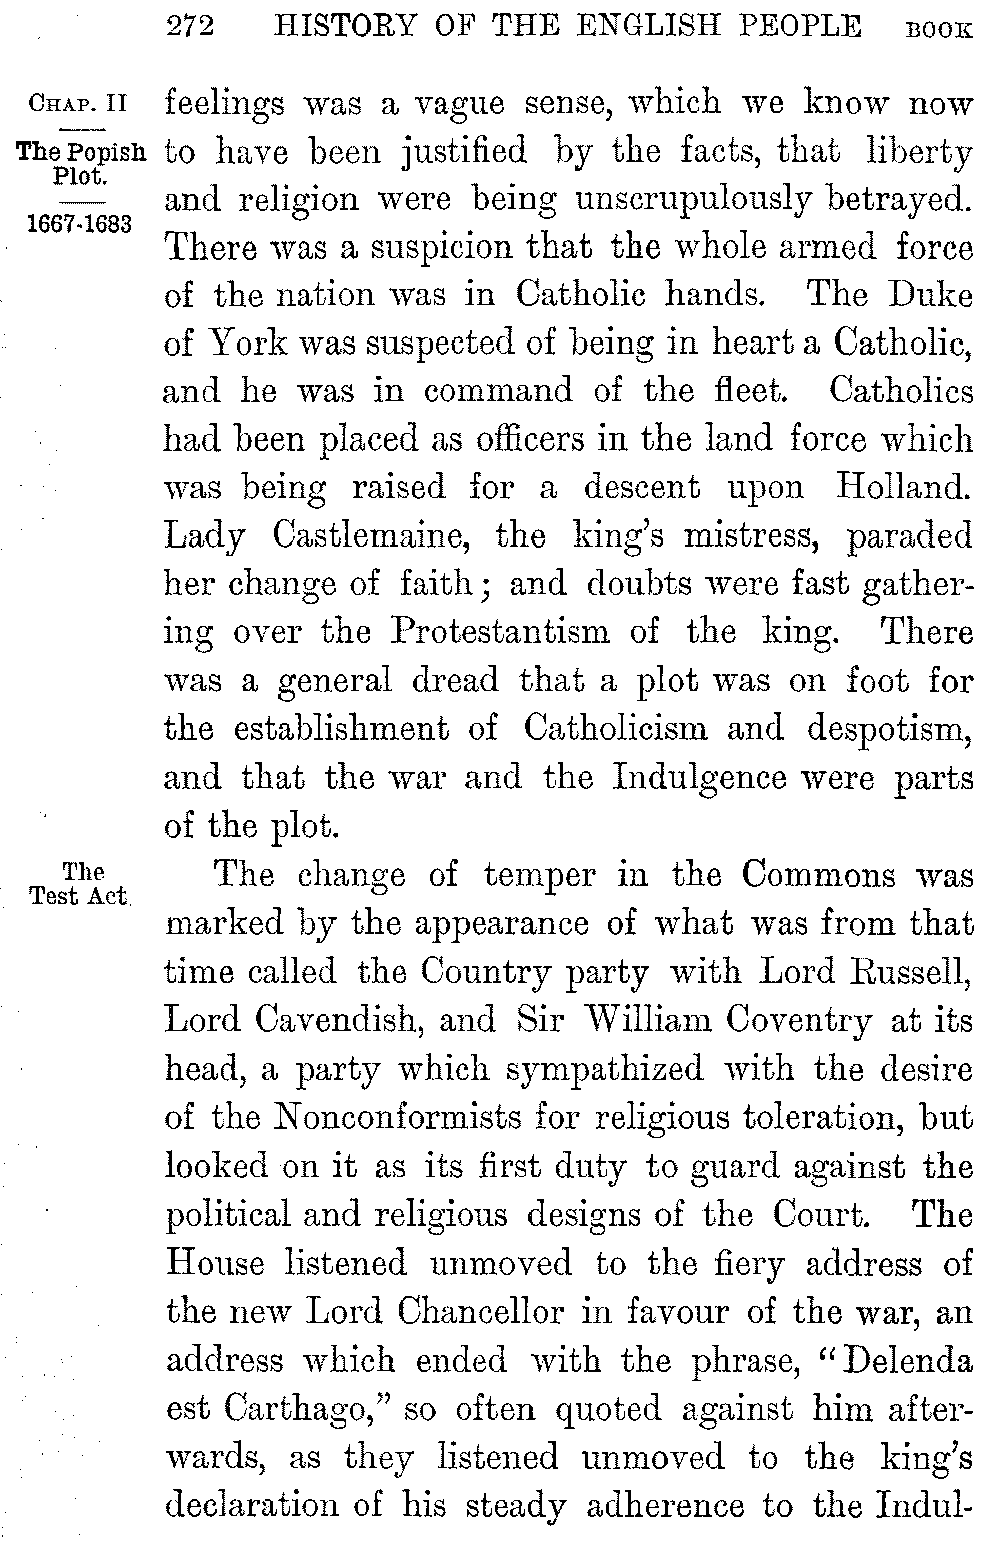 272 HISTORY OF THE ENGLISH PEOPLE BOOK
CHAP. II
The Popish
Plot.
1667-1683
feelings was a vague sense, which we know now
to have been justified by the facts, that liberty
and religion were being unscrupulously betrayed.
There was a suspicion that the whole armed force
of the nation was in Catholic hands. The Duke
of York was suspected of being in heart a Catholic,
and he was in command of the fleet. Catholics
had been placed as officers in the land force which
was being raised for a descent upon Holland.
Lady Castlemaine, the king's mistress, paraded
her change of faith; and doubts were fast gather-
ing over the Protestantism of the king. There
was a general dread that a plot was on foot for
the establishment of Catholicism and despotism,
and that the war and the Indulgence were parts
of the plot.
The
Test Act.
The change of temper in the Commons was
marked by the appearance of what was from that
time called the Country party with Lord Russell,
Lord Cavendish, and Sir William Coventry at its
head, a party which sympathized with the desire
of the Nonconformists for religious toleration, but
looked on it as its first duty to guard against the
political and religious designs of the Court. The
House listened unmoved to the fiery address of
the new Lord Chancellor in favour of the war, an
address which ended with the phrase, "Delenda
est Carthago," so often quoted against him after-
wards, as they listened unmoved to the king's
declaration of his steady adherence to the Indul-